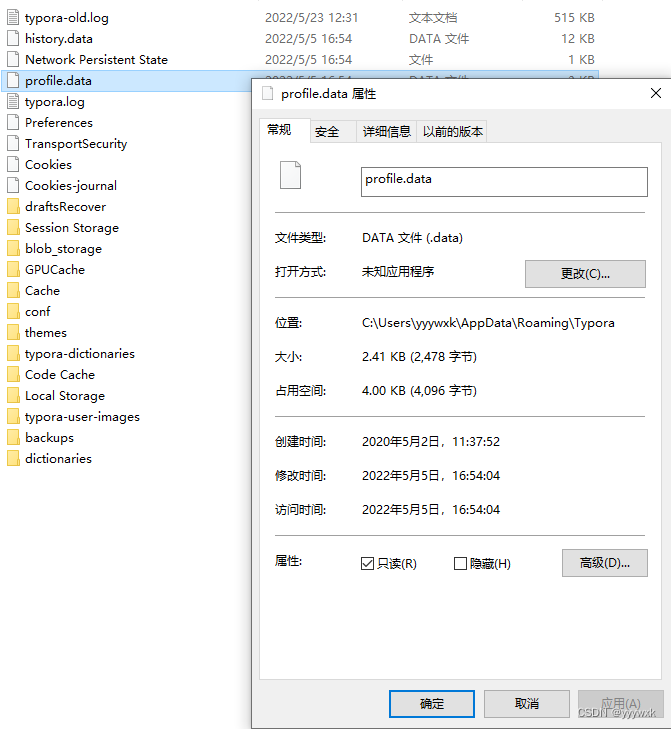 typora-old.log 2022/5/23 12:31 文本文档 515 KB
history.data 2022/5/5 16:54 DATA 文件 12 KB
Network Persistent State 2022/5/5 16:54 文件 1 KB
profile.data
typora.log
Preferences
TransportSecurity
Cookies
Cookies-journal
draftsRecover
Session Storage
blob_storage
GPUCache
Cache
conf
themes
typora-dictionaries
Code Cache
Local Storage
typora-user-images
backups
dictionaries
profile.data 属性
常规 安全 详细信息 以前的版本
profile.data
文件类型: DATA 文件 (.data)
打开方式: 未知应用程序 更改(C)...
位置: C:\Users\yyywxk\AppData\Roaming\Typora
大小: 2.41 KB (2,478 字节)
占用空间: 4.00 KB (4,096 字节)
创建时间: 2020年5月2日，11:37:52
修改时间: 2022年5月5日，16:54:04
访问时间: 2022年5月5日，16:54:04
属性: 只读(R) 隐藏(H) 高级(D)...
确定 取消 应用(A)
CSDN @yyywxk